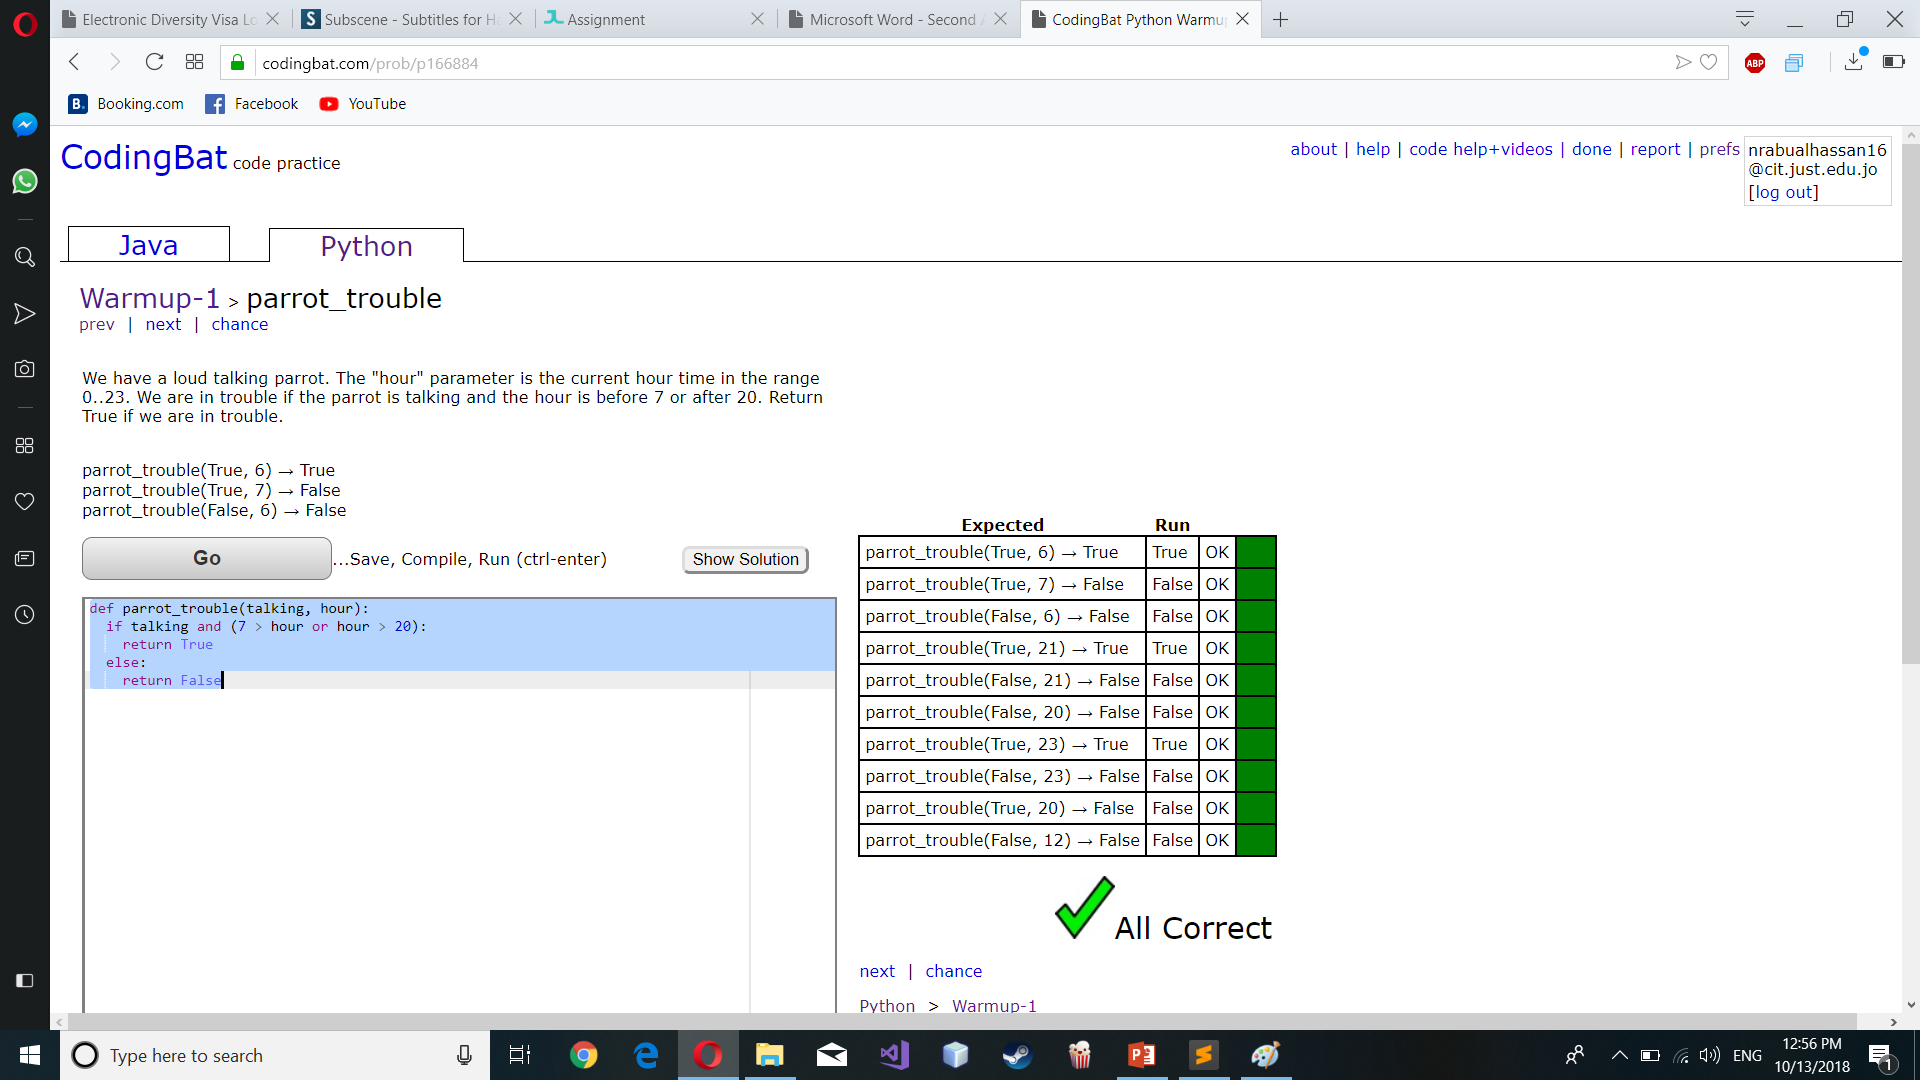 Electronic Diversity Visa Lo
Subscene - Subtitles for H
Assignment
Microsoft Word - Second
CodingBat Python Warmu
codingbat.com/prob/p166884
ABP
B. Booking.com
Facebook
YouTube
CodingBat code practice
about | help | code help+videos | done | report | prefs
nrabualhassan16
@cit.just.edu.jo
[log out]
Java
Python
Warmup-1 > parrot_trouble
prev | next | chance
We have a loud talking parrot. The "hour" parameter is the current hour time in the range
0..23. We are in trouble if the parrot is talking and the hour is before 7 or after 20. Return
True if we are in trouble.
parrot_trouble(True, 6) → True
parrot_trouble(True, 7) → False
parrot_trouble(False, 6) → False
Go
...Save, Compile, Run (ctrl-enter)
Show Solution
def parrot_trouble(talking, hour):
if talking and (7 > hour or hour > 20):
return True
else:
return False
Expected Run
parrot_trouble(True, 6) → True True OK
parrot_trouble(True, 7) → False False OK
parrot_trouble(False, 6) → False False OK
parrot_trouble(True, 21) → True True OK
parrot_trouble(False, 21) → False False OK
parrot_trouble(False, 20) → False False OK
parrot_trouble(True, 23) → True True OK
parrot_trouble(False, 23) → False False OK
parrot_trouble(True, 20) → False False OK
parrot_trouble(False, 12) → False False OK
All Correct
next | chance
Python > Warmup-1
Type here to search
ENG
12:56 PM
10/13/2018
1